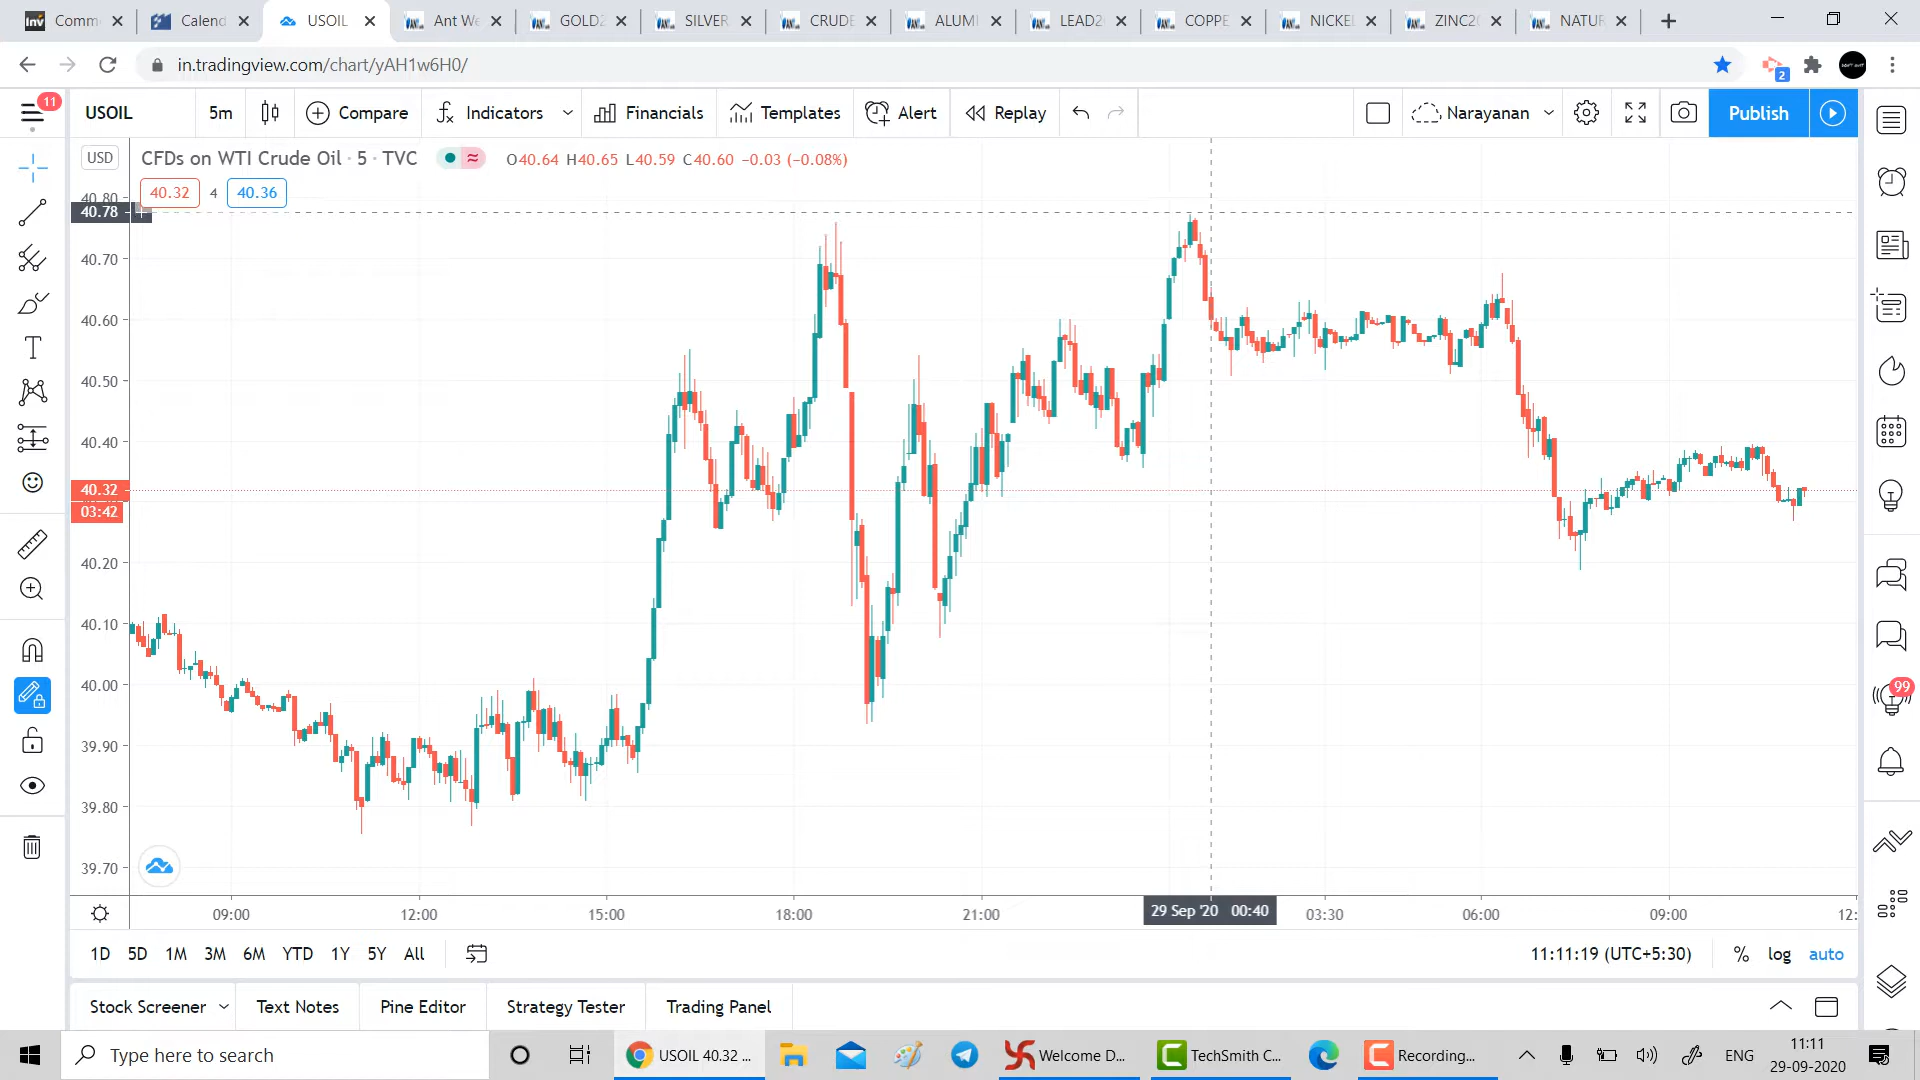 Comm
Calend
USOIL
Ant We
GOLD2
SILVER
CRUDE
ALUMI
LEAD2
COPPE
NICKEL
ZINC20
NATUR
in.tradingview.com/chart/yAH1w6H0/
2
11
USOIL
5m
Compare
Indicators
Financials
Templates
Alert
Replay
Narayanan
Publish
USD
CFDs on WTI Crude Oil · 5 · TVC
O40.64 H40.65 L40.59 C40.60 −0.03 (−0.08%)
40.32 4 40.36
40.80
40.78
40.70
40.60
40.50
40.40
40.32
03:42
40.20
40.10
40.00
39.90
39.80
39.70
99
09:00
12:00
15:00
18:00
21:00
29 Sep '20 00:40
03:30
06:00
09:00
12:
1D 5D 1M 3M 6M YTD 1Y 5Y All
11:11:19 (UTC+5:30)
%
log
auto
Stock Screener
Text Notes
Pine Editor
Strategy Tester
Trading Panel
Type here to search
USOIL 40.32 ...
Welcome D...
TechSmith C...
Recording...
ENG
11:11
29-09-2020